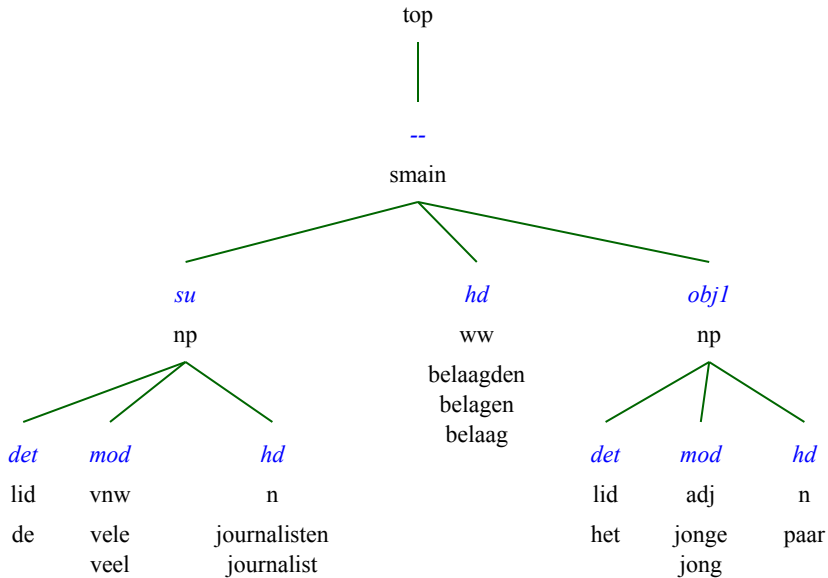 top
--
smain
su hd obj1
np ww np
belaagden
belagen
belaag
det mod hd det mod hd
lid vnw n lid adj n
de vele journalisten het jonge paar
veel journalist jong